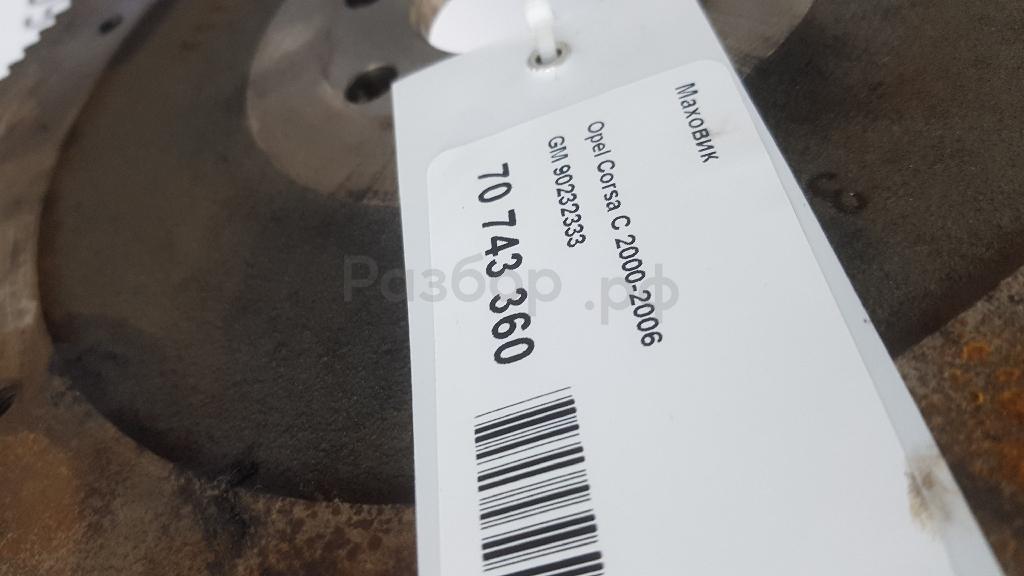 Маховик
Opel Corsa C 2000-2006
GM 90232333
70 743 360
Разбор.рф